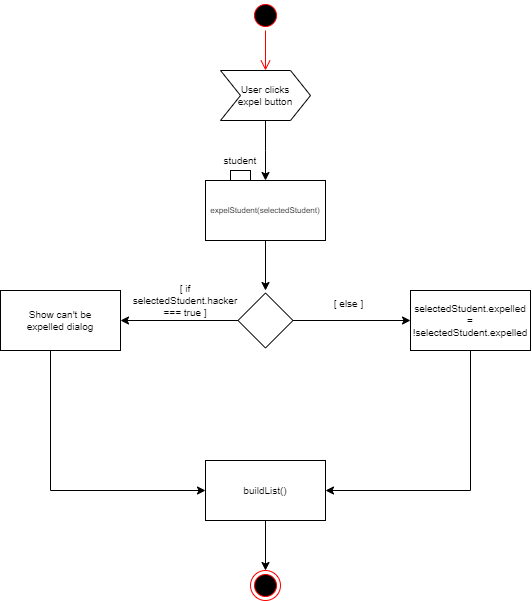 User clicks
expel button
student
expelStudent(selectedStudent)
[ if
selectedStudent.hacker
=== true ]
[ else ]
Show can't be
expelled dialog
selectedStudent.expelled
=
!selectedStudent.expelled
buildList()